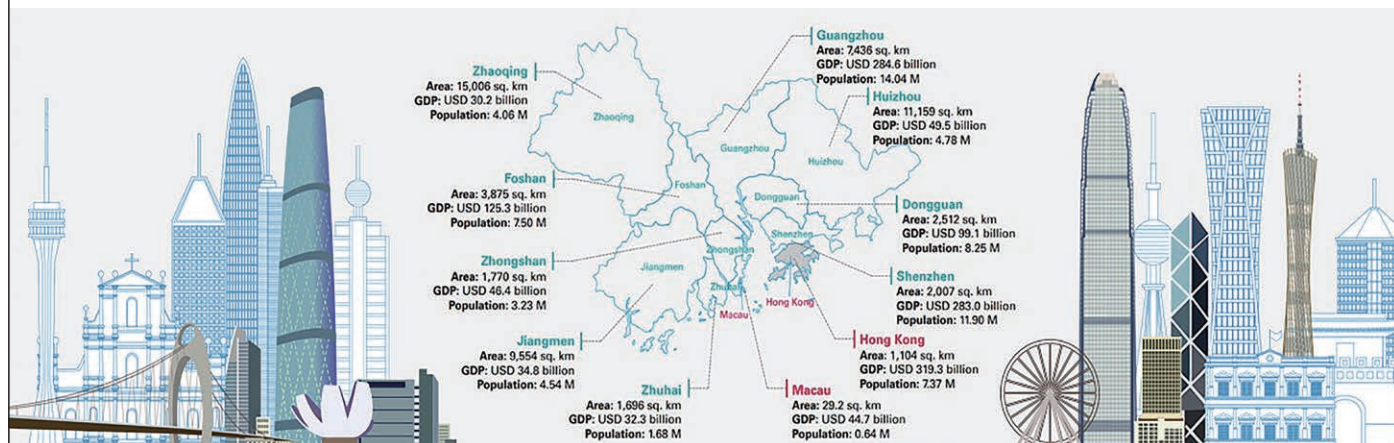 Zhaoqing
Area: 15,006 sq. km
GDP: USD 30.2 billion
Population: 4.06 M
Foshan
Area: 3,875 sq. km
GDP: USD 125.3 billion
Population: 7.50 M
Zhongshan
Area: 1,770 sq. km
GDP: USD 46.4 billion
Population: 3.23 M
Jiangmen
Area: 9,554 sq. km
GDP: USD 34.8 billion
Population: 4.54 M
Zhuhai
Area: 1,696 sq. km
GDP: USD 32.3 billion
Population: 1.68 M
Zhaoqing
Guangzhou
Huizhou
Foshan
Dongguan
Shenzhen
Zhongshan
Jiangmen
Zhuhai
Hong Kong
Macau
Guangzhou
Area: 7,436 sq. km
GDP: USD 284.6 billion
Population: 14.04 M
Huizhou
Area: 11,159 sq. km
GDP: USD 49.5 billion
Population: 4.78 M
Dongguan
Area: 2,512 sq. km
GDP: USD 99.1 billion
Population: 8.25 M
Shenzhen
Area: 2,007 sq. km
GDP: USD 283.0 billion
Population: 11.90 M
Hong Kong
Area: 1,104 sq. km
GDP: USD 319.3 billion
Population: 7.37 M
Macau
Area: 29.2 sq. km
GDP: USD 44.7 billion
Population: 0.64 M